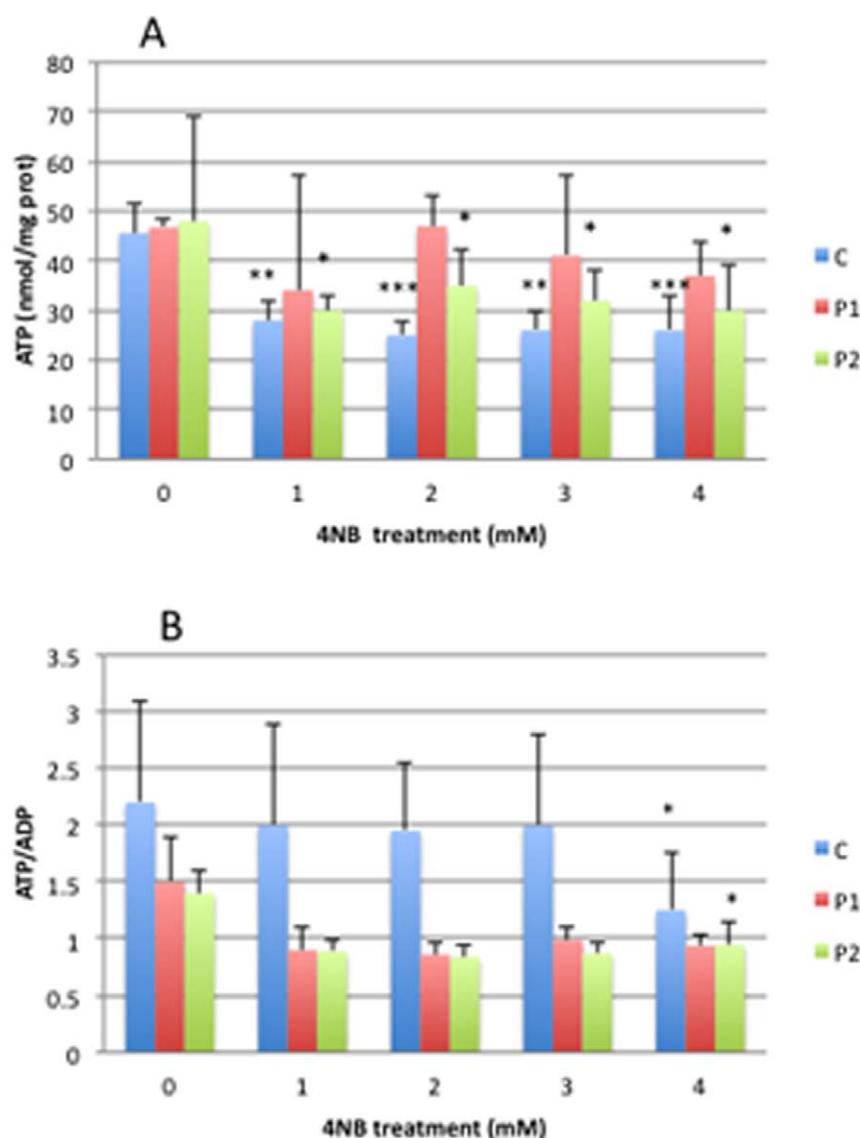 A
80
70
60
50
40
30
20
10
0
ATP (nmol/mg prot)
** *
*** *
** *
*** *
0 1 2 3 4
4NB treatment (mM)
C
P1
P2
B
3.5
3
2.5
2
1.5
1
0.5
0
ATP/ADP
*
*
0 1 2 3 4
4NB treatment (mM)
C
P1
P2